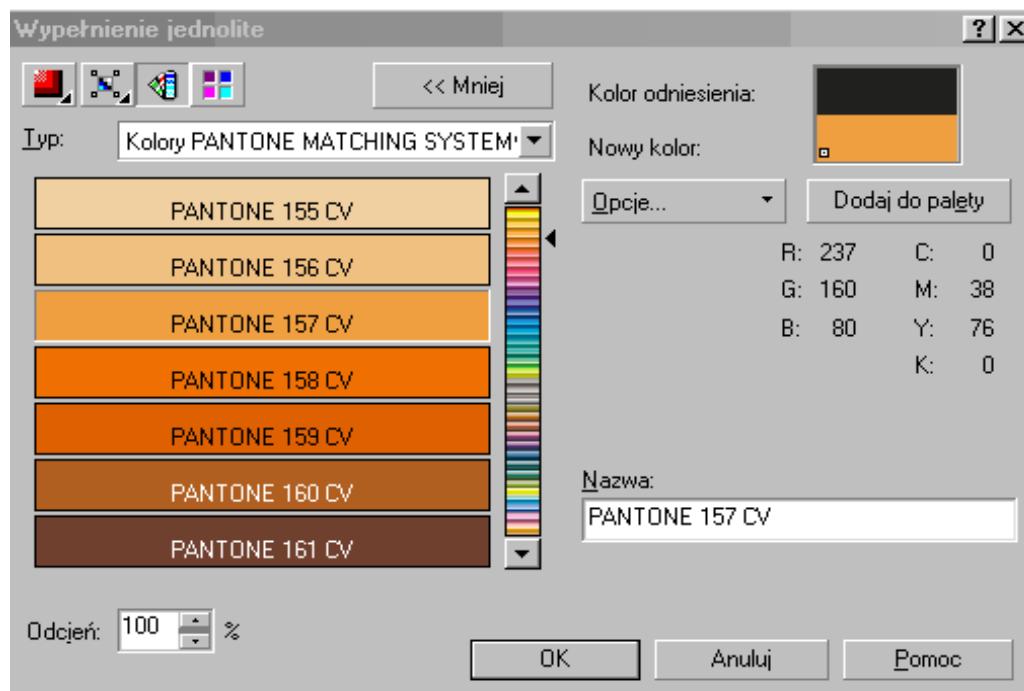 Wypełnienie jednolite
? X
<< Mniej
Typ: Kolory PANTONE MATCHING SYSTEM
PANTONE 155 CV
PANTONE 156 CV
PANTONE 157 CV
PANTONE 158 CV
PANTONE 159 CV
PANTONE 160 CV
PANTONE 161 CV
Odcień: 100 %
Kolor odniesienia:
Nowy kolor:
Opcje... Dodaj do palety
R: 237 C: 0
G: 160 M: 38
B: 80 Y: 76
K: 0
Nazwa:
PANTONE 157 CV
OK Anuluj Pomoc